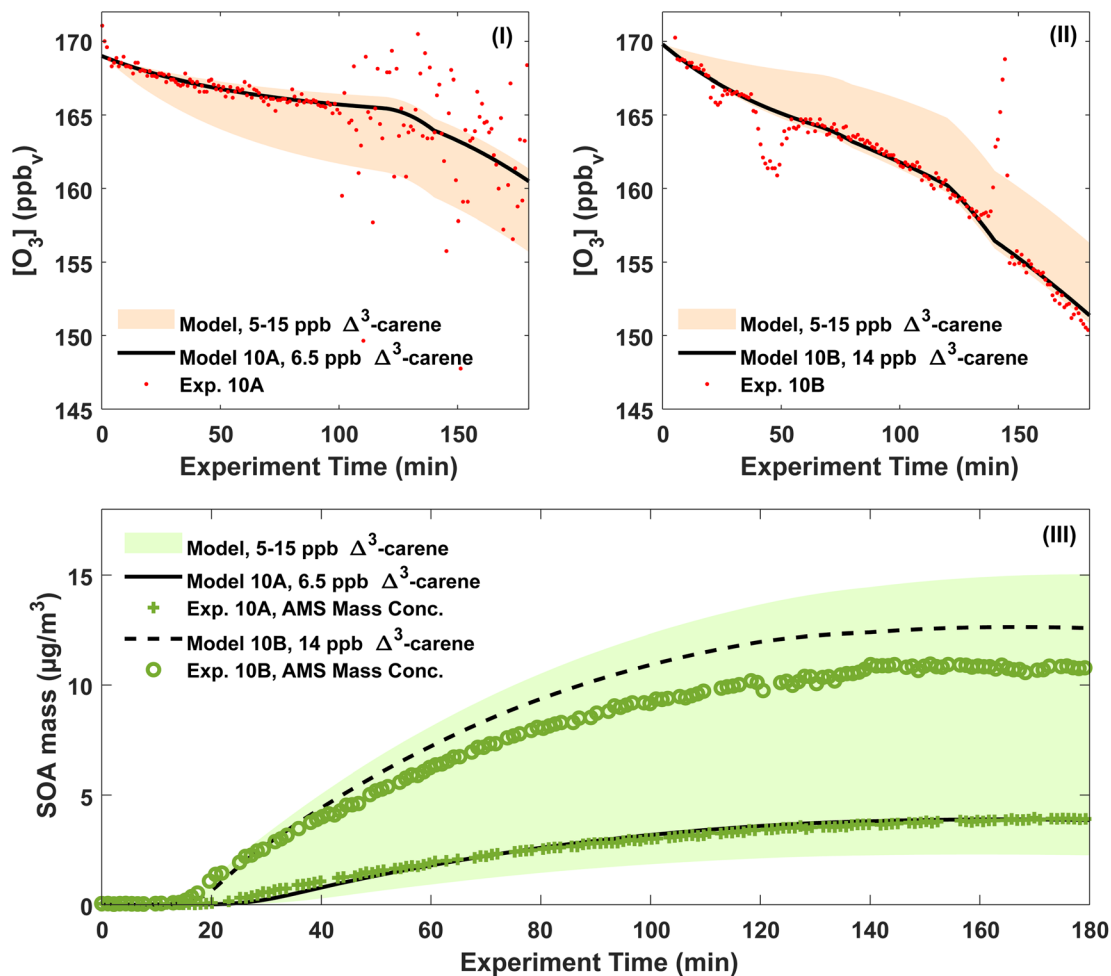 (I)
170
165
160
155
150
145
[O3] (ppbv)
Model, 5-15 ppb Δ3-carene
Model 10A, 6.5 ppb Δ3-carene
Exp. 10A
0 50 100 150
Experiment Time (min)
(II)
170
165
160
155
150
145
[O3] (ppbv)
Model, 5-15 ppb Δ3-carene
Model 10B, 14 ppb Δ3-carene
Exp. 10B
0 50 100 150
Experiment Time (min)
(III)
15
10
5
0
SOA mass (μg/m3)
Model, 5-15 ppb Δ3-carene
Model 10A, 6.5 ppb Δ3-carene
Exp. 10A, AMS Mass Conc.
Model 10B, 14 ppb Δ3-carene
Exp. 10B, AMS Mass Conc.
0 20 40 60 80 100 120 140 160 180
Experiment Time (min)